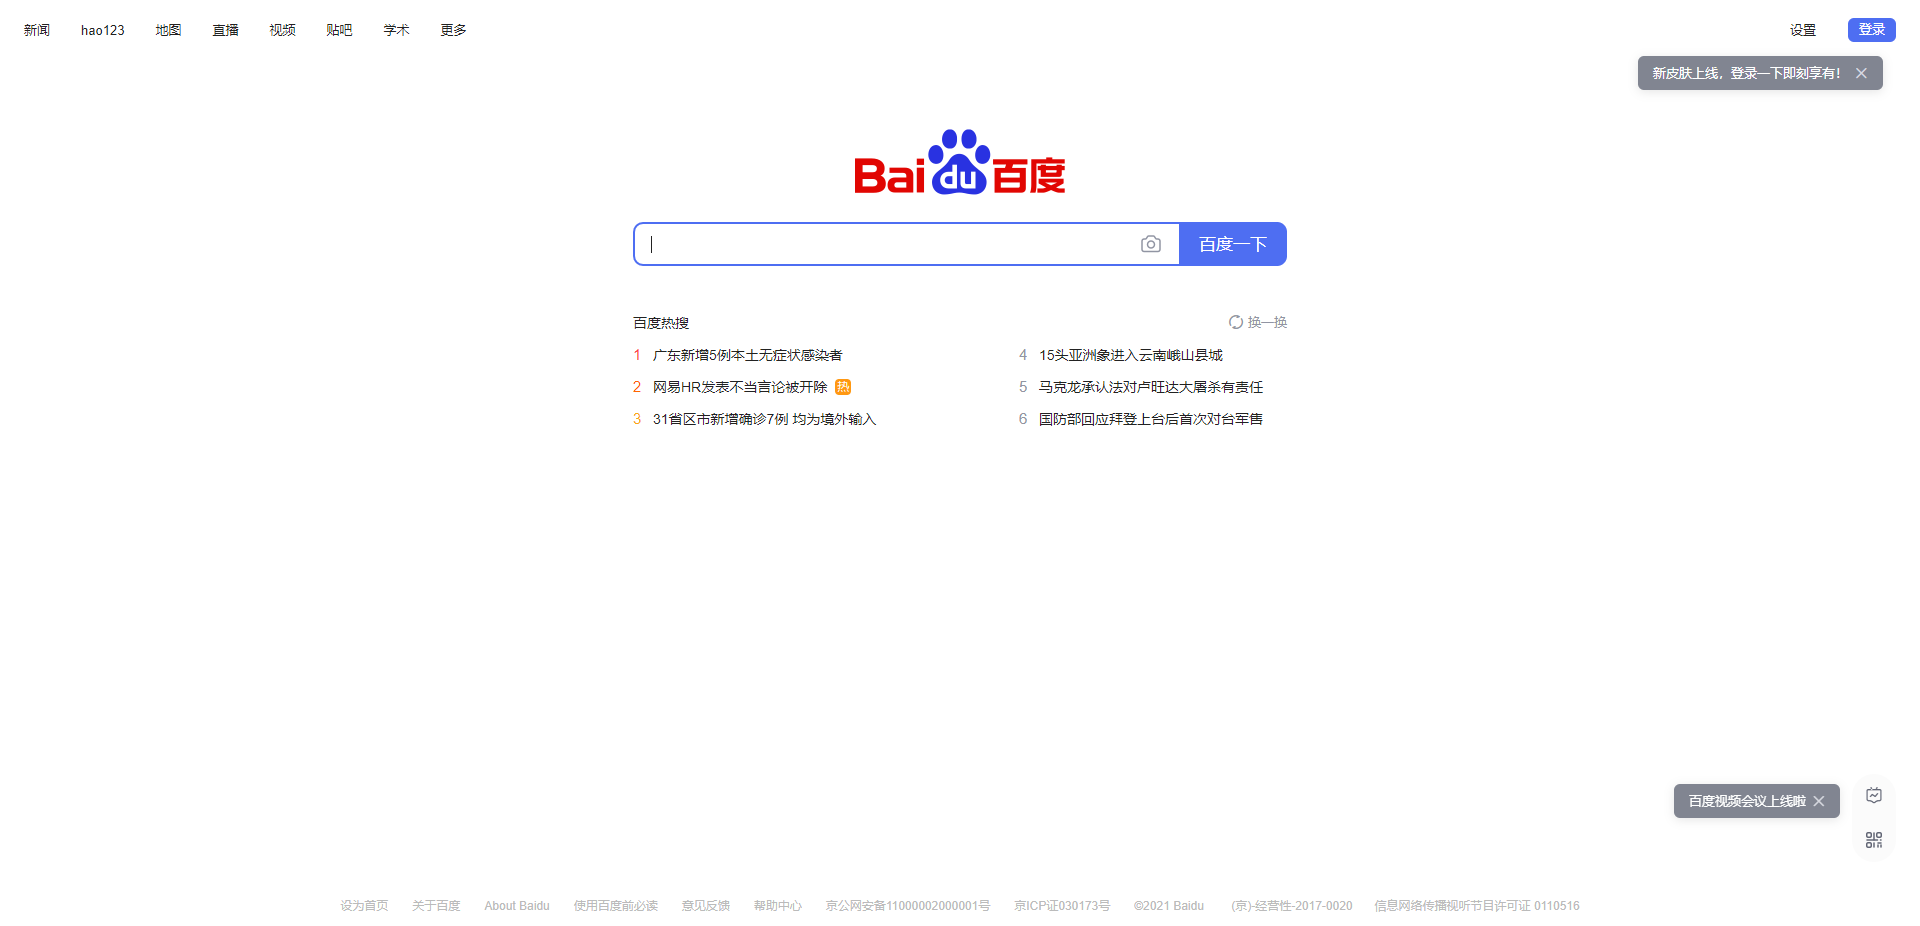 新闻 hao123 地图 直播 视频 贴吧 学术 更多 设置 登录
新皮肤上线，登录一下即刻享有！
Bai du 百度
百度一下
百度热搜 换一换
1 广东新增5例本土无症状感染者
2 网易HR发表不当言论被开除 热
3 31省区市新增确诊7例 均为境外输入
4 15头亚洲象进入云南峨山县城
5 马克龙承认法对卢旺达大屠杀有责任
6 国防部回应拜登上台后首次对台军售
百度视频会议上线啦
设为首页 关于百度 About Baidu 使用百度前必读 意见反馈 帮助中心 京公网安备11000002000001号 京ICP证030173号 ©2021 Baidu (京)-经营性-2017-0020 信息网络传播视听节目许可证 0110516